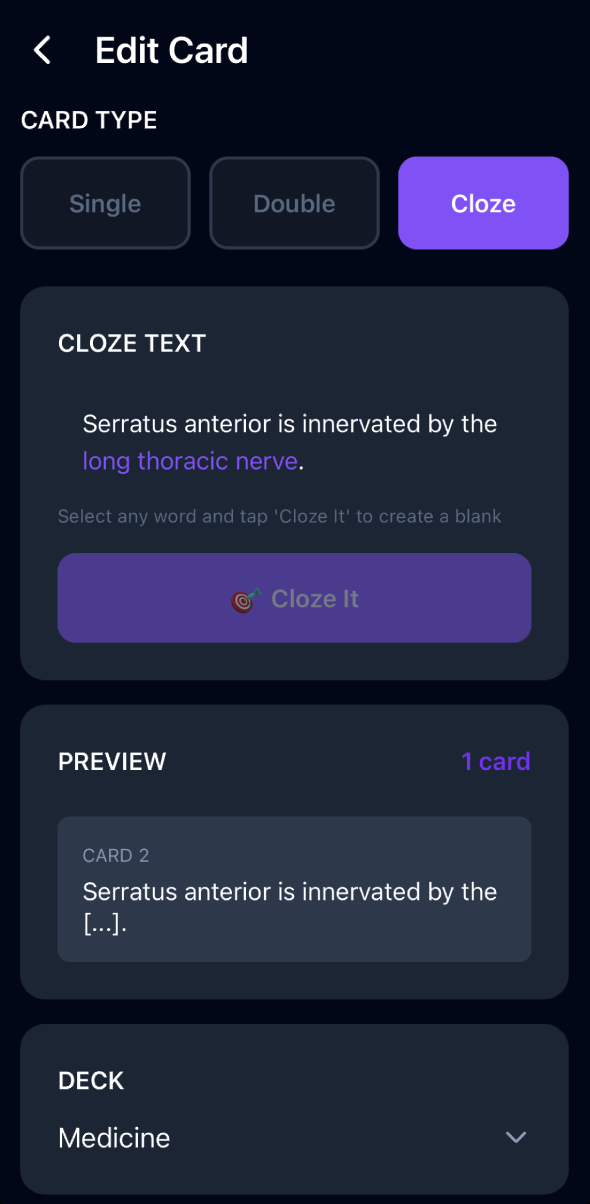 Edit Card
CARD TYPE
Single
Double
Cloze
CLOZE TEXT
Serratus anterior is innervated by the
long thoracic nerve.
Select any word and tap 'Cloze It' to create a blank
Cloze It
PREVIEW
1 card
CARD 2
Serratus anterior is innervated by the
[...].
DECK
Medicine